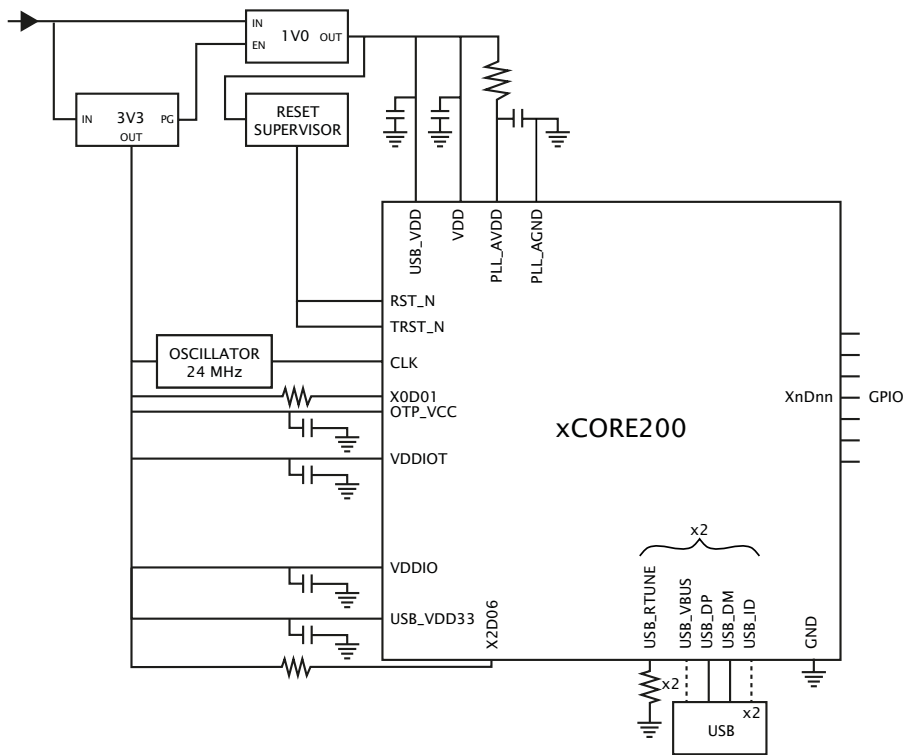 IN
1V0
OUT
EN
IN
3V3
PG
OUT
RESET
SUPERVISOR
USB_VDD
VDD
PLL_AVDD
PLL_AGND
RST_N
TRST_N
OSCILLATOR
24 MHz
CLK
X0D01
OTP_VCC
XnDnn
GPIO
xCORE200
VDDIOT
x2
VDDIO
USB_VDD33
X2D06
USB_RTUNE
USB_VBUS
USB_DP
USB_DM
USB_ID
GND
x2
x2
USB